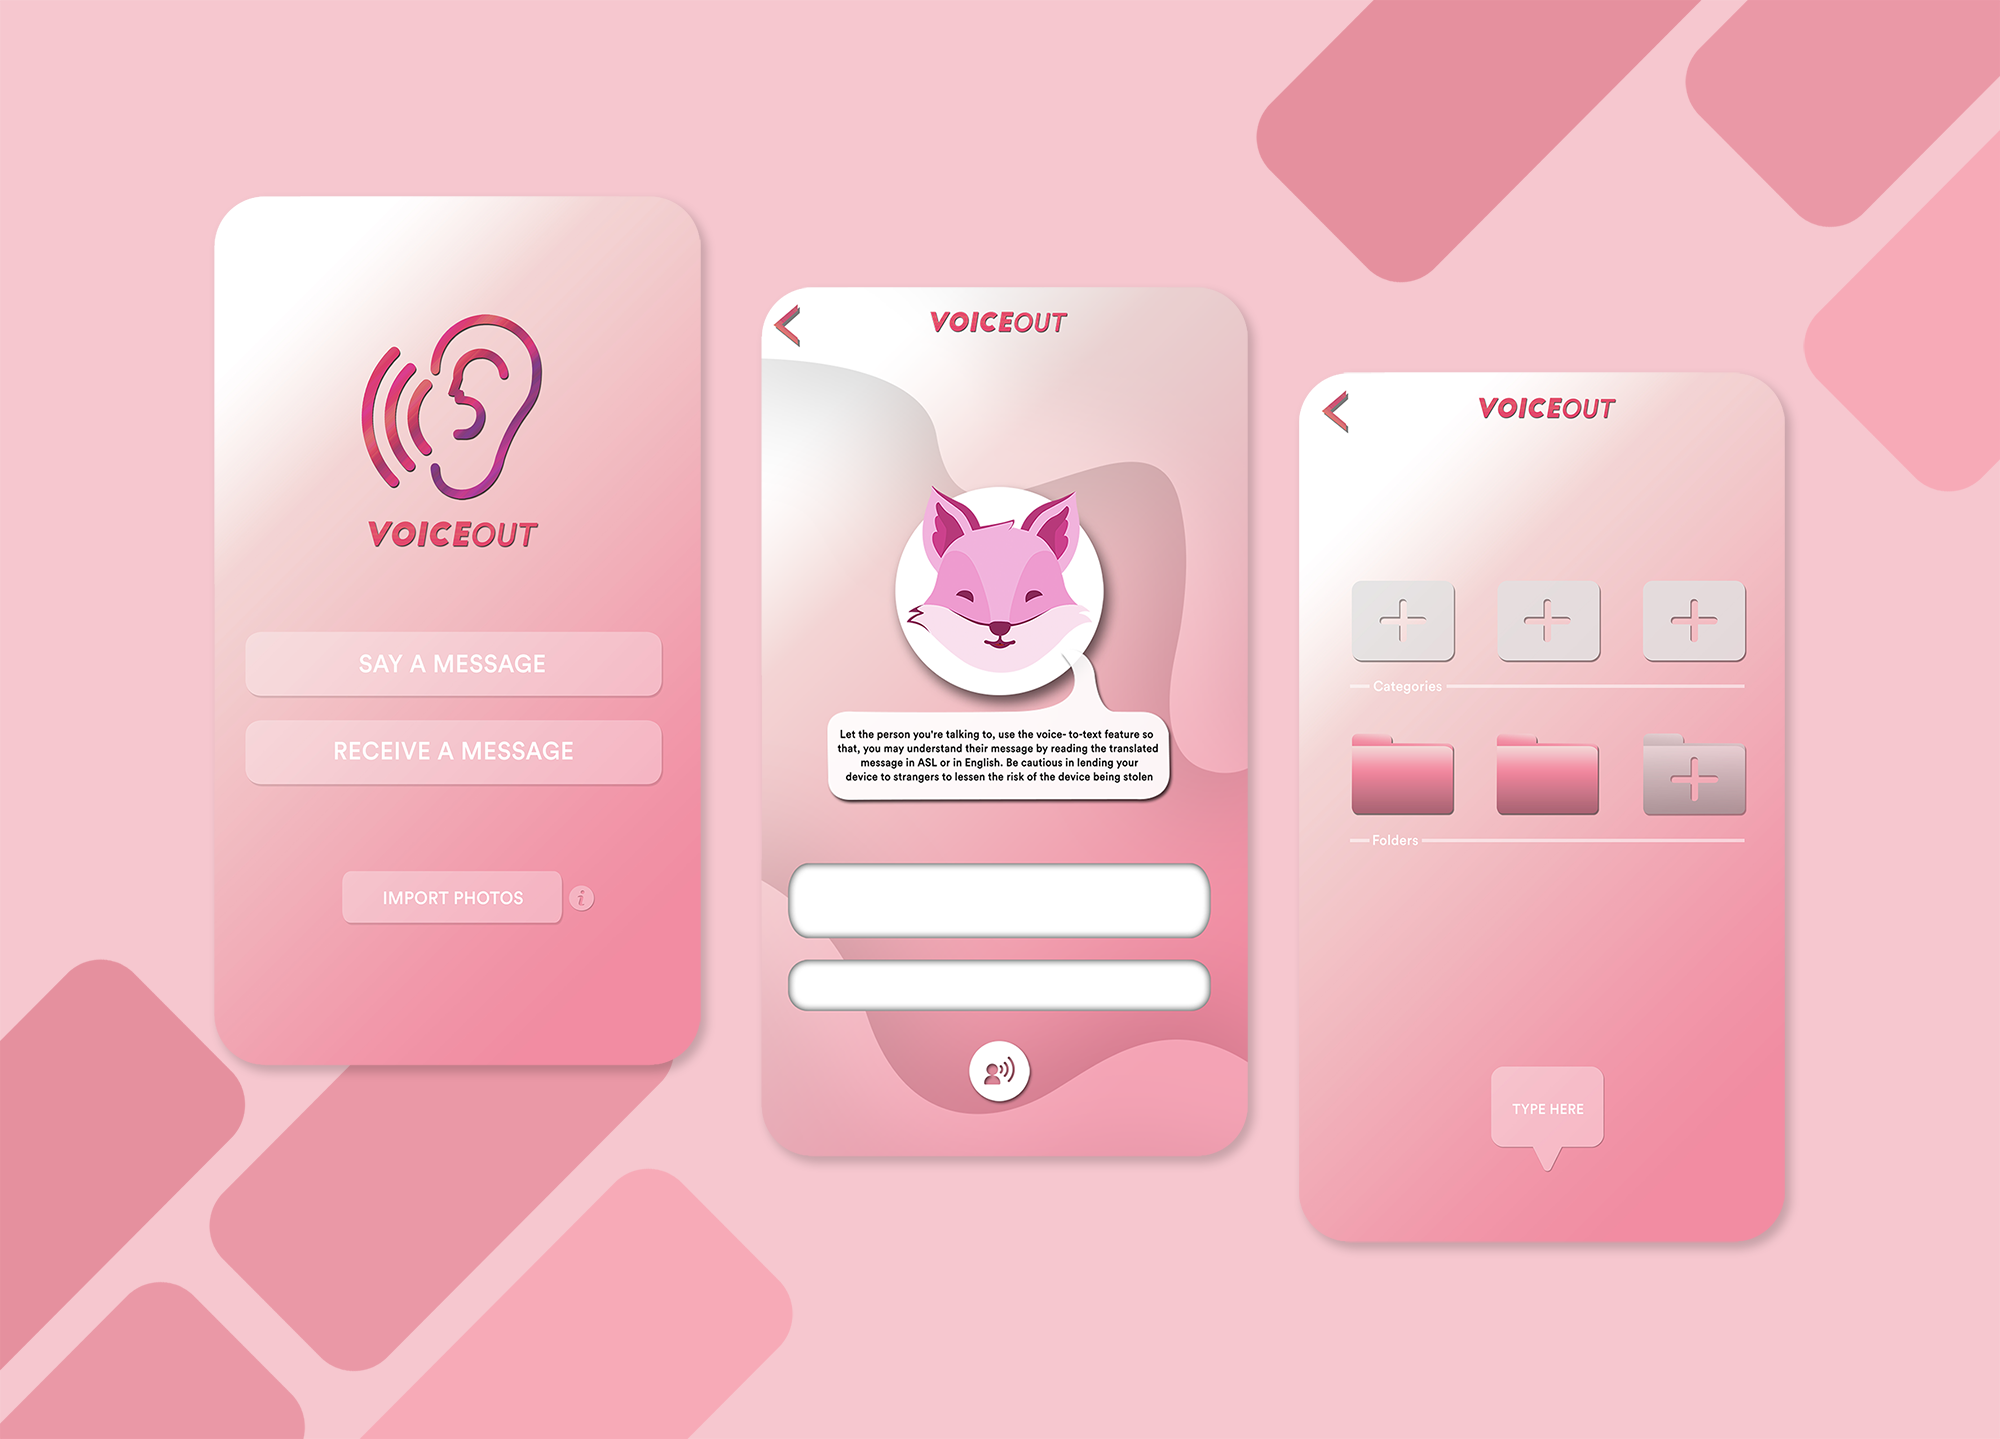 VOICEOUT
SAY A MESSAGE
RECEIVE A MESSAGE
IMPORT PHOTOS
i
VOICEOUT
Let the person you're talking to, use the voice- to-text feature so
that, you may understand their message by reading the translated
message in ASL or in English. Be cautious in lending your
device to strangers to lessen the risk of the device being stolen
VOICEOUT
Categories
Folders
TYPE HERE